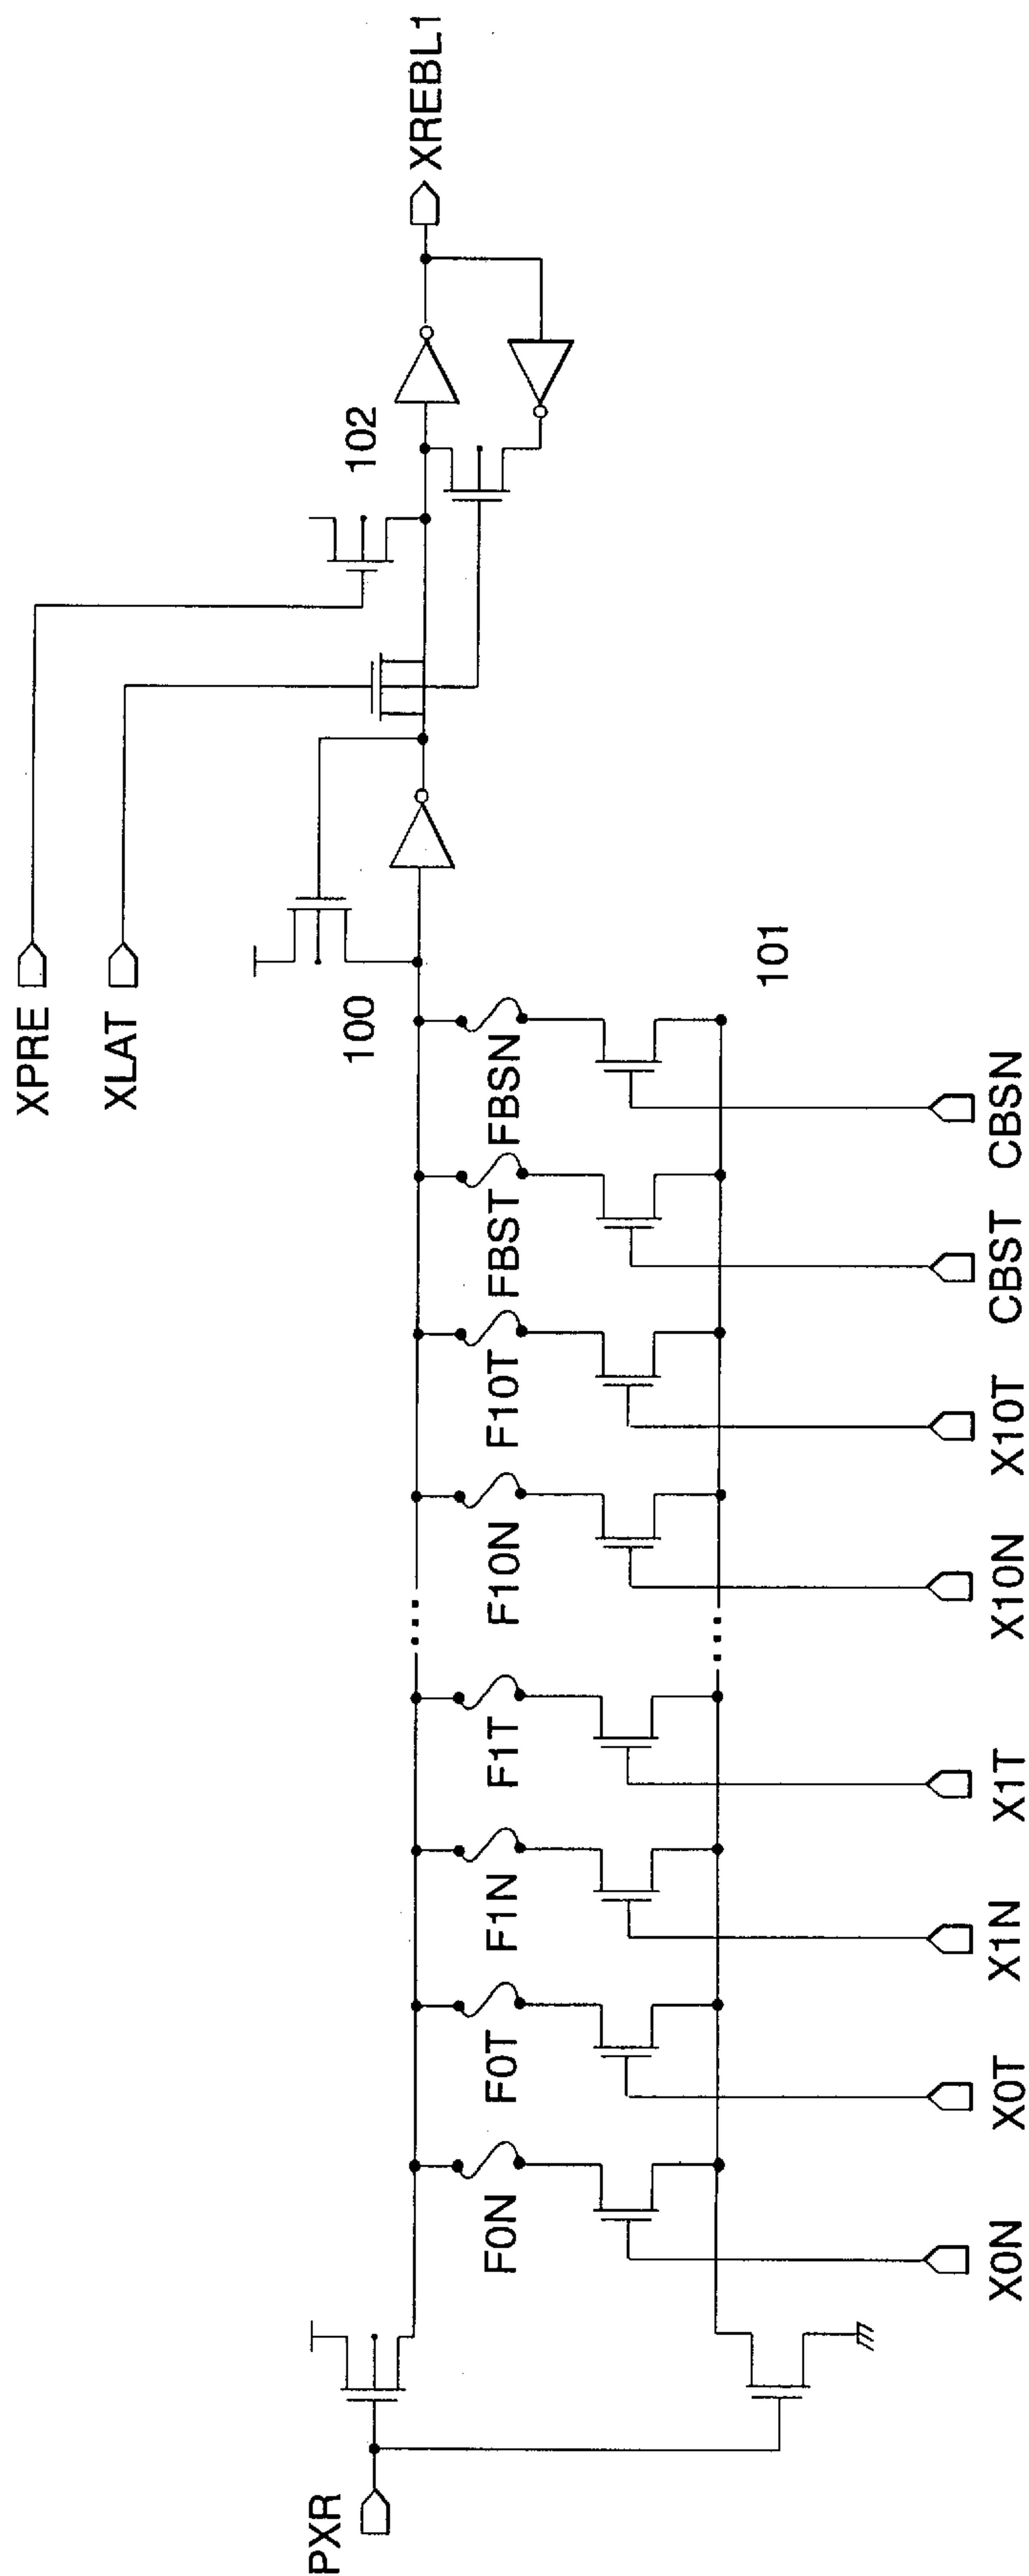 XPRE
XLAT
XREBL1
102
100
PXR
F0N
F0T
F1N
F1T
...
F10N
F10T
FBST
FBSN
101
...
X0N
X0T
X1N
X1T
X10N
X10T
CBST
CBSN